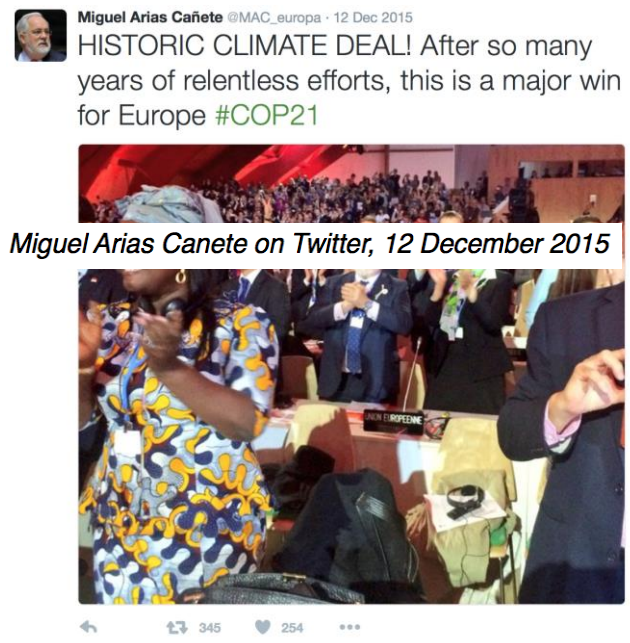 Miguel Arias Cañete @MAC_europa · 12 Dec 2015
HISTORIC CLIMATE DEAL! After so many
years of relentless efforts, this is a major win
for Europe #COP21
Miguel Arias Canete on Twitter, 12 December 2015
UNION EUROPEENNE
345 254